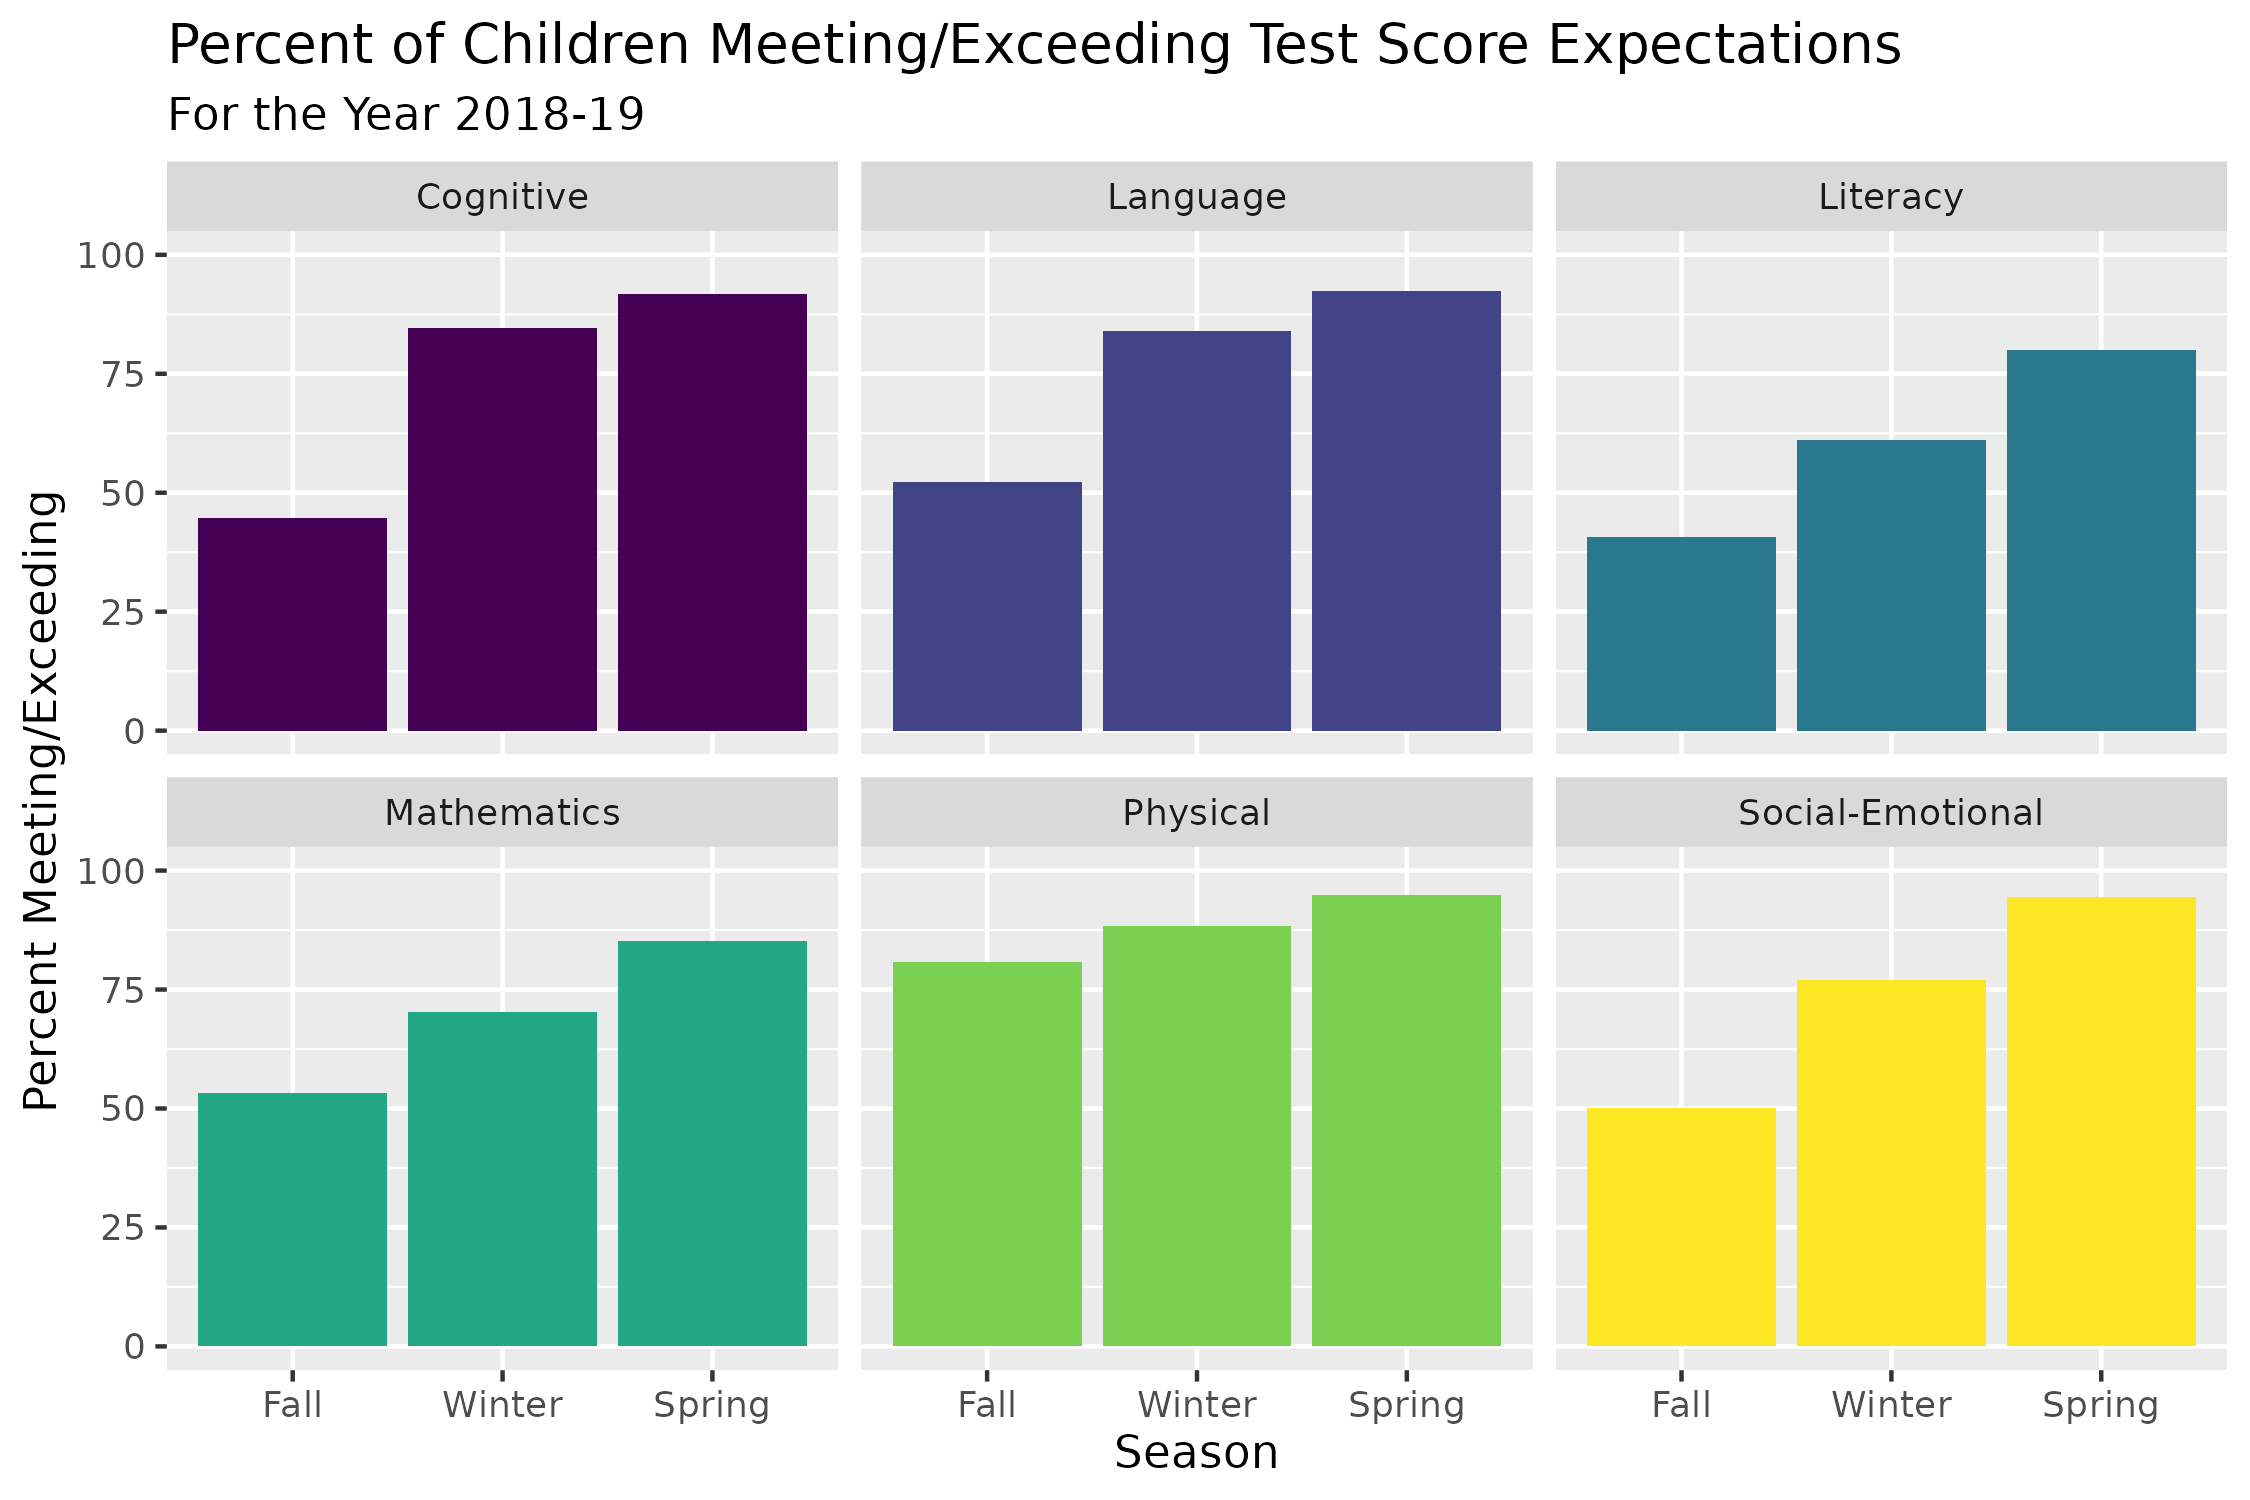 Percent of Children Meeting/Exceeding Test Score Expectations
For the Year 2018-19
Cognitive
Language
Literacy
100
75
50
25
0
Mathematics
Physical
Social-Emotional
100
75
50
25
0
Percent Meeting/Exceeding
Fall Winter Spring
Fall Winter Spring
Fall Winter Spring
Season